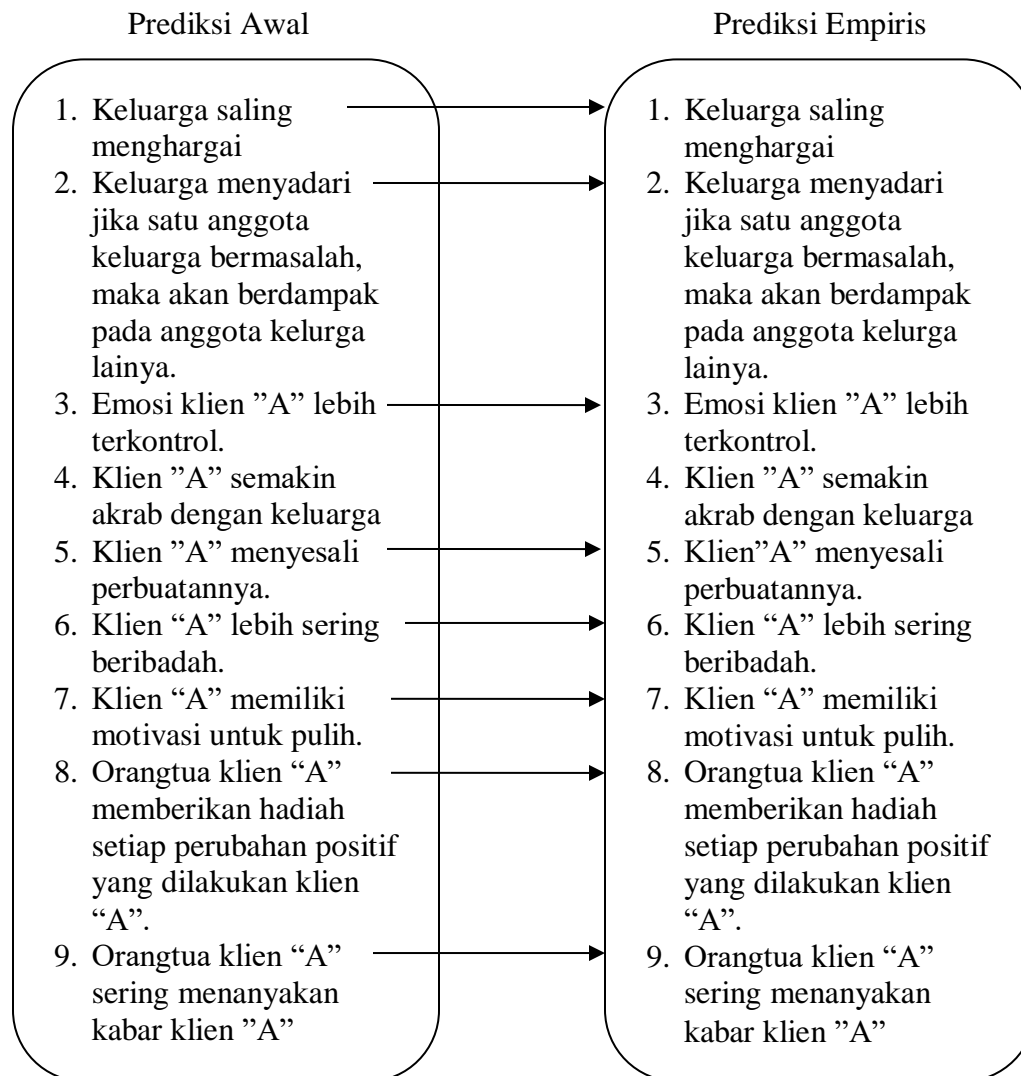 Prediksi Awal
Prediksi Empiris
1. Keluarga saling
menghargai
2. Keluarga menyadari
jika satu anggota
keluarga bermasalah,
maka akan berdampak
pada anggota kelurga
lainya.
3. Emosi klien ”A” lebih
terkontrol.
4. Klien ”A” semakin
akrab dengan keluarga
5. Klien ”A” menyesali
perbuatannya.
6. Klien “A” lebih sering
beribadah.
7. Klien “A” memiliki
motivasi untuk pulih.
8. Orangtua klien “A”
memberikan hadiah
setiap perubahan positif
yang dilakukan klien
“A”.
9. Orangtua klien “A”
sering menanyakan
kabar klien ”A”
1. Keluarga saling
menghargai
2. Keluarga menyadari
jika satu anggota
keluarga bermasalah,
maka akan berdampak
pada anggota kelurga
lainya.
3. Emosi klien ”A” lebih
terkontrol.
4. Klien ”A” semakin
akrab dengan keluarga
5. Klien”A” menyesali
perbuatannya.
6. Klien “A” lebih sering
beribadah.
7. Klien “A” memiliki
motivasi untuk pulih.
8. Orangtua klien “A”
memberikan hadiah
setiap perubahan positif
yang dilakukan klien
“A”.
9. Orangtua klien “A”
sering menanyakan
kabar klien ”A”